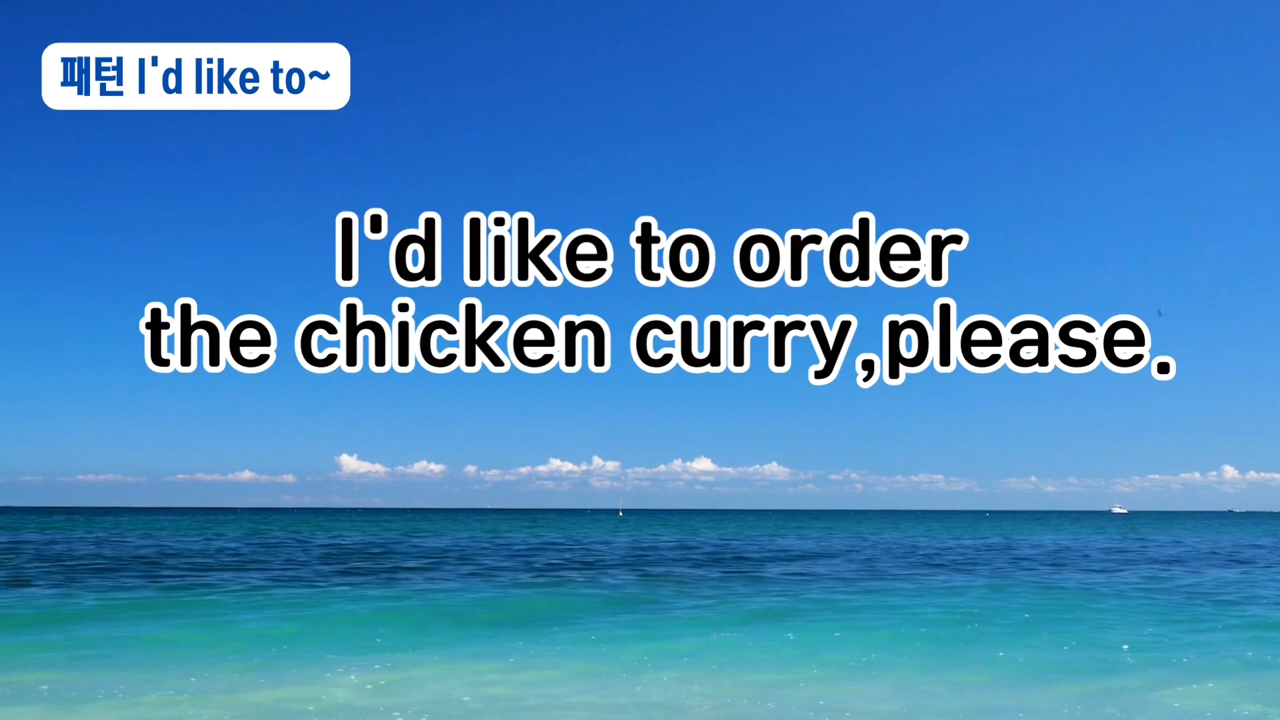 패턴 I'd like to~
I'd like to order
the chicken curry,please.